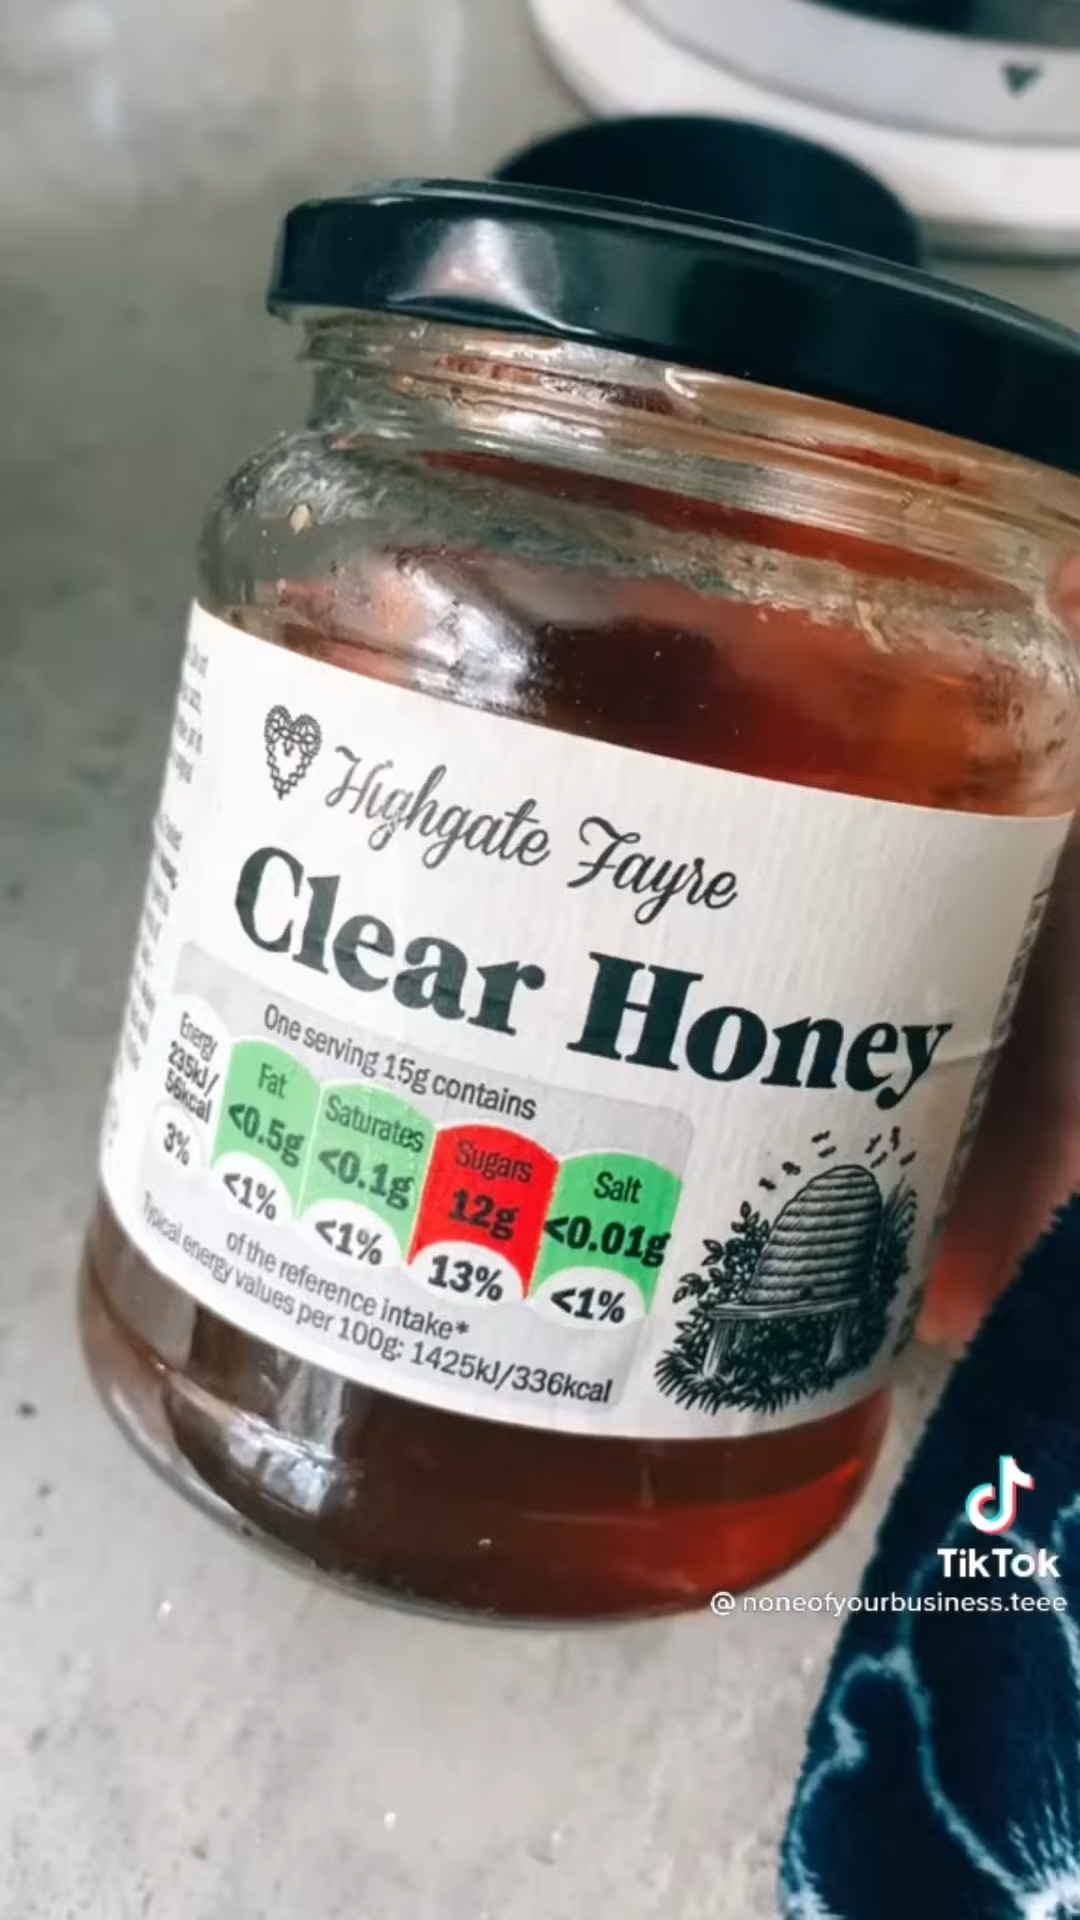 Highgate Fayre
Clear Honey
One serving 15g contains
Energy
235kJ/
56kcal
3%
Fat
<0.5g
<1%
Saturates
<0.1g
<1%
Sugars
12g
13%
Salt
<0.01g
<1%
of the reference intake*
Typical energy values per 100g: 1425kJ/336kcal
TikTok
@noneofyourbusiness.teee